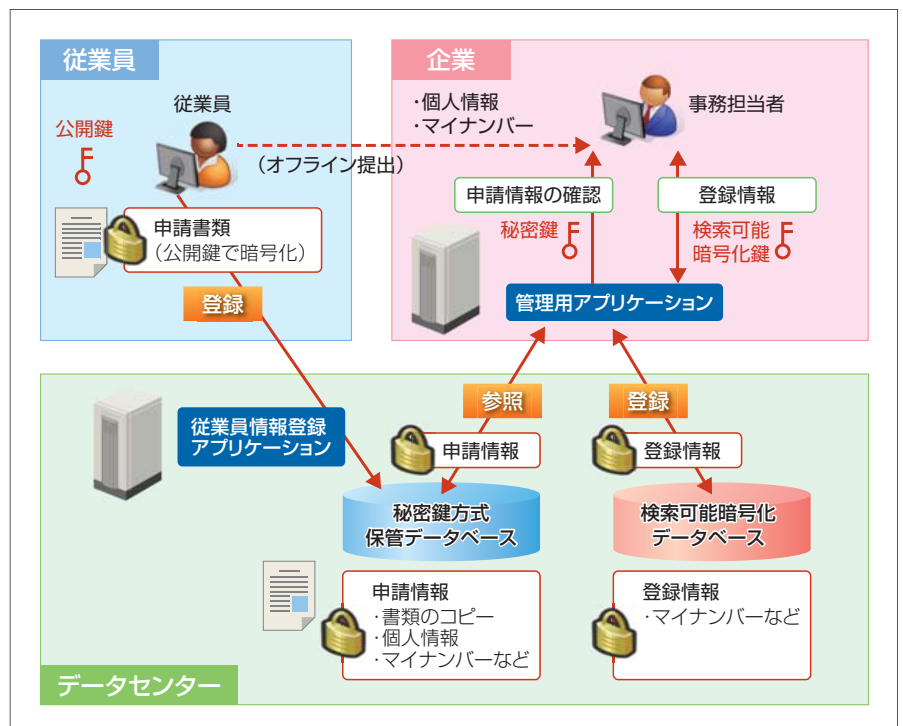 従業員
従業員
公開鍵
申請書類
（公開鍵で暗号化）
登録
（オフライン提出）
企業
・個人情報
・マイナンバー
事務担当者
申請情報の確認
登録情報
秘密鍵
検索可能
暗号化鍵
管理用アプリケーション
参照
登録
従業員情報登録
アプリケーション
申請情報
登録情報
秘密鍵方式
保管データベース
検索可能暗号化
データベース
申請情報
・書類のコピー
・個人情報
・マイナンバーなど
登録情報
・マイナンバーなど
データセンター